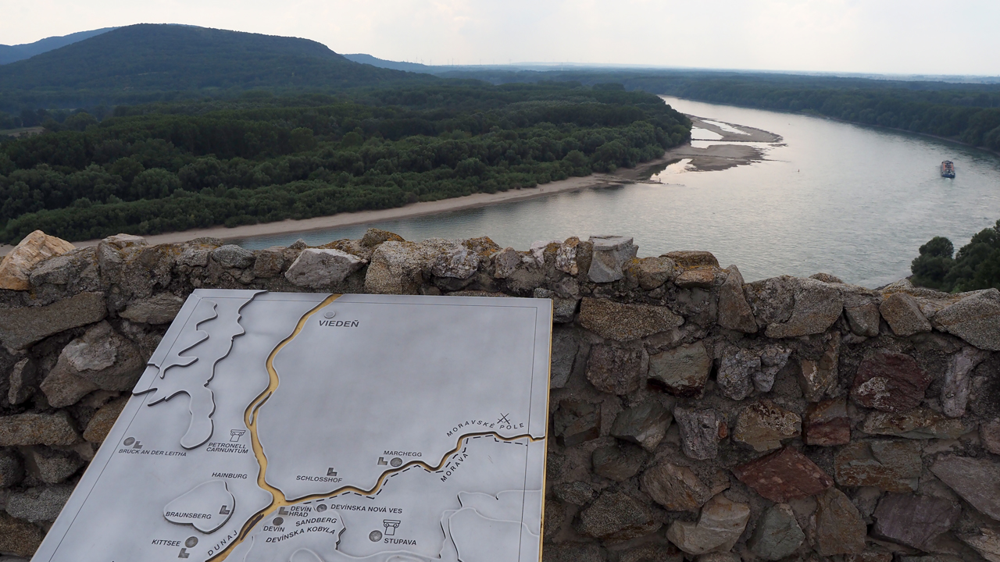 VIEDEŇ
MORAVSKÉ POLE
PETRONELL
CARNUNTUM
BRUCK AN DER LEITHA
MARCHEGG
MORAVA
HAINBURG
SCHLOSSHOF
DEVÍN
HRAD
DEVÍNSKA NOVÁ VES
BRAUNSBERG
SANDBERG
DEVÍN
DEVÍNSKA KOBYLA
STUPAVA
KITTSEE
DUNAJ